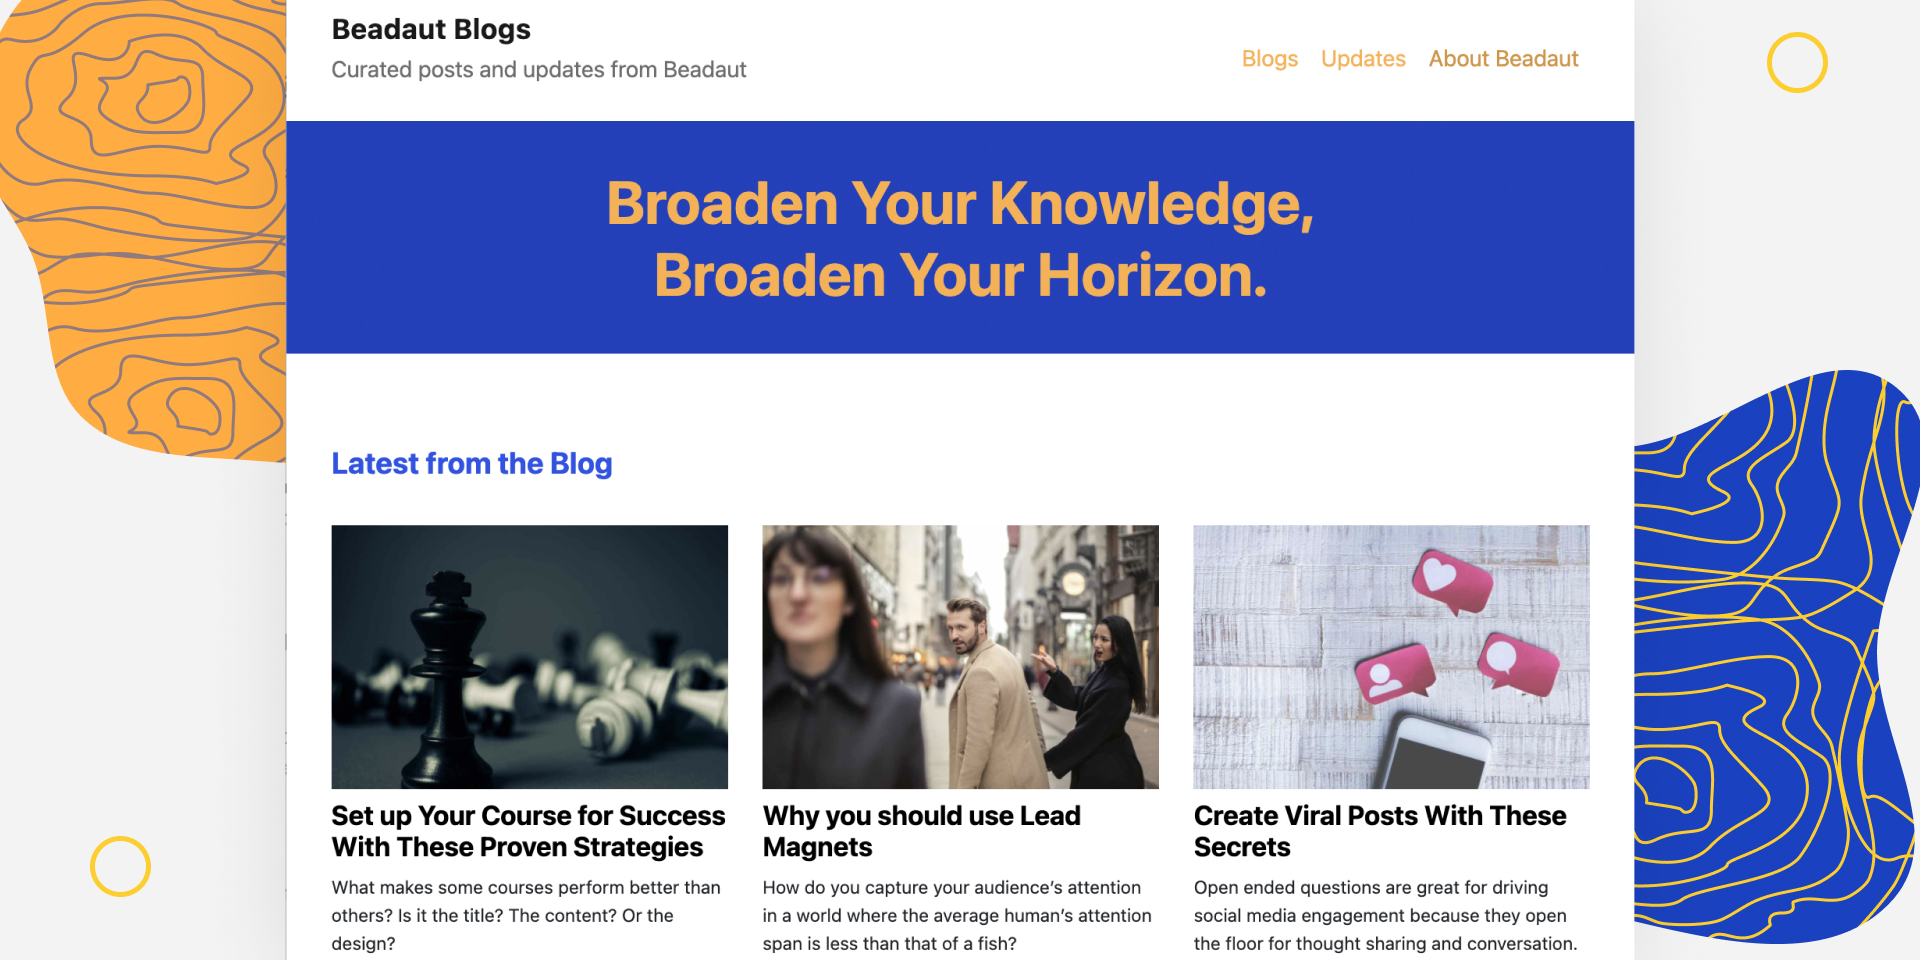 Beadaut Blogs
Curated posts and updates from Beadaut
Blogs Updates About Beadaut
Broaden Your Knowledge,
Broaden Your Horizon.
Latest from the Blog
Set up Your Course for Success
With These Proven Strategies
What makes some courses perform better than
others? Is it the title? The content? Or the
design?
Why you should use Lead
Magnets
How do you capture your audience’s attention
in a world where the average human’s attention
span is less than that of a fish?
Create Viral Posts With These
Secrets
Open ended questions are great for driving
social media engagement because they open
the floor for thought sharing and conversation.